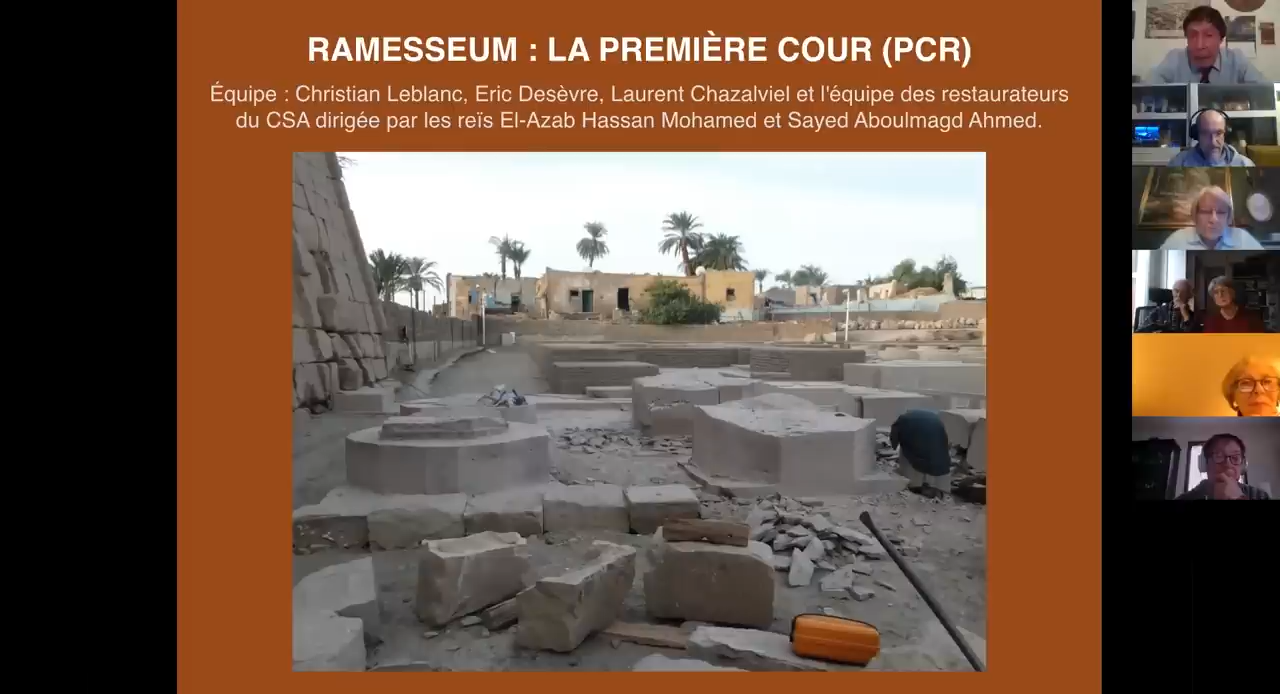 RAMESSEUM : LA PREMIÈRE COUR (PCR)
Équipe : Christian Leblanc, Eric Desèvre, Laurent Chazalviel et l'équipe des restaurateurs
du CSA dirigée par les reïs El-Azab Hassan Mohamed et Sayed Aboulmagd Ahmed.